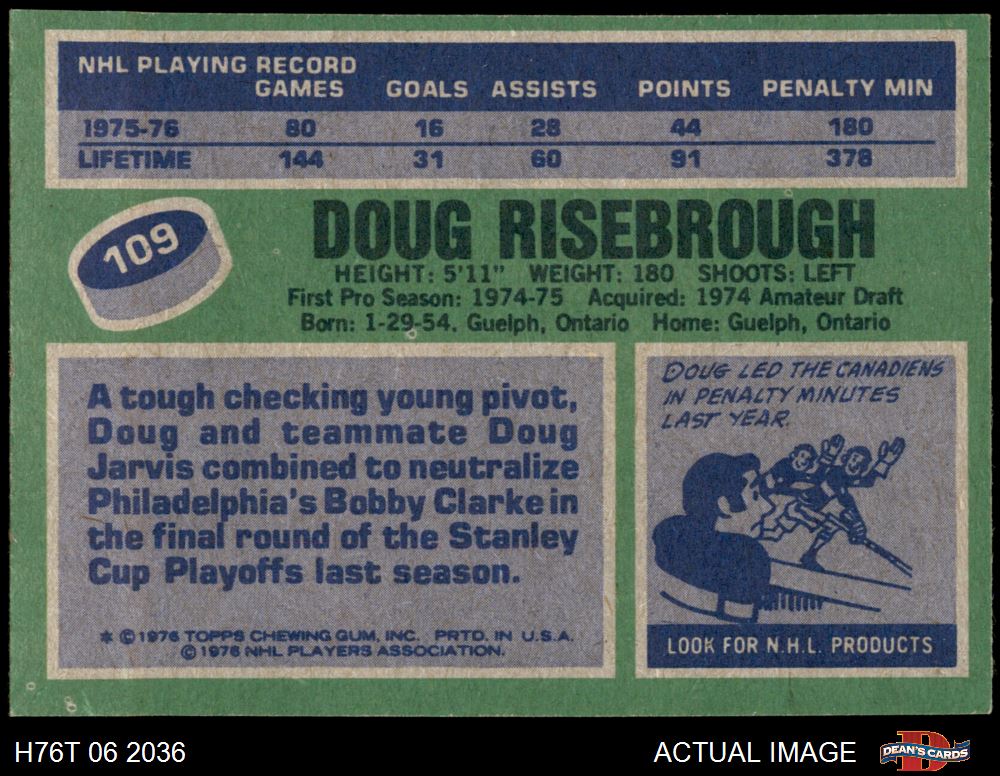 NHL PLAYING RECORD
GAMES GOALS ASSISTS POINTS PENALTY MIN
1975-76 80 16 28 44 180
LIFETIME 144 31 60 91 378
109
DOUG RISEBROUGH
HEIGHT: 5'11" WEIGHT: 180 SHOOTS: LEFT
First Pro Season: 1974-75 Acquired: 1974 Amateur Draft
Born: 1-29-54. Guelph, Ontario Home: Guelph, Ontario
A tough checking young pivot,
Doug and teammate Doug
Jarvis combined to neutralize
Philadelphia's Bobby Clarke in
the final round of the Stanley
Cup Playoffs last season.
* © 1976 TOPPS CHEWING GUM, INC. PRTD. IN U.S.A.
© 1976 NHL PLAYERS ASSOCIATION.
DOUG LED THE CANADIENS
IN PENALTY MINUTES
LAST YEAR.
LOOK FOR N.H.L. PRODUCTS
H76T 06 2036
ACTUAL IMAGE
DEAN'S CARDS